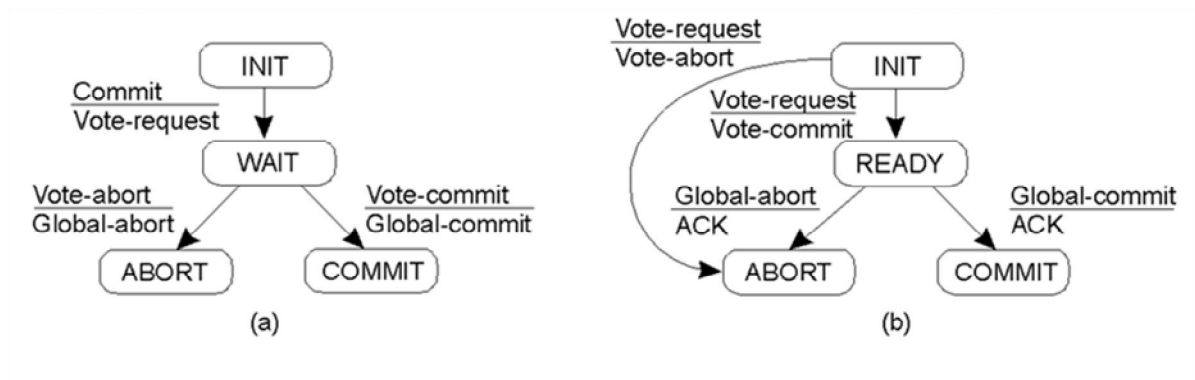 INIT
Commit
Vote-request
WAIT
Vote-abort
Global-abort
Vote-commit
Global-commit
ABORT
COMMIT
(a)
Vote-request
Vote-abort
INIT
Vote-request
Vote-commit
READY
Global-abort
ACK
Global-commit
ACK
ABORT
COMMIT
(b)